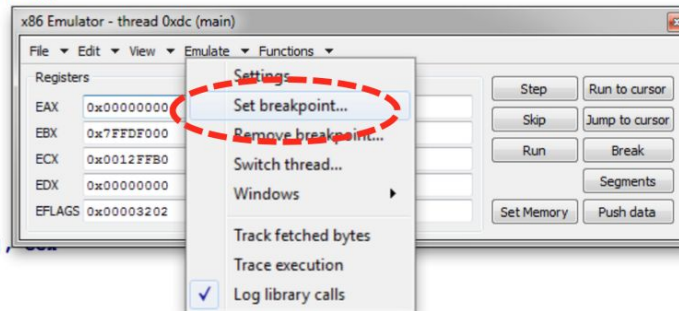 x86 Emulator - thread 0xdc (main)
File Edit View Emulate Functions
Registers
EAX 0x00000000
EBX 0x7FFDF000
ECX 0x0012FFB0
EDX 0x00000000
EFLAGS 0x00003202
Settings
Set breakpoint...
Remove breakpoint...
Switch thread...
Windows
Track fetched bytes
Trace execution
Log library calls
Step Run to cursor
Skip Jump to cursor
Run Break
Segments
Set Memory Push data